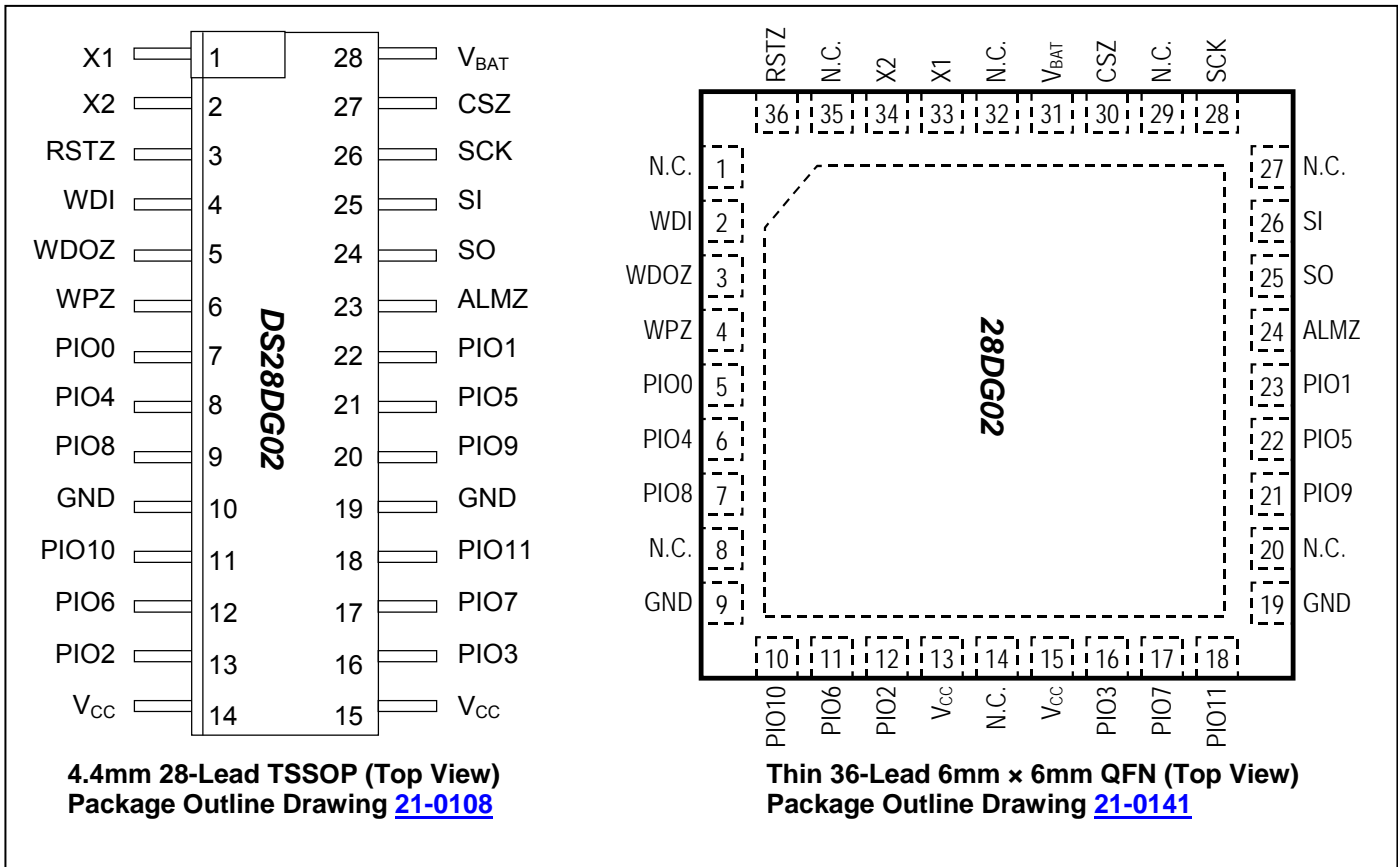 X1 1 28 VBAT
X2 2 27 CSZ
RSTZ 3 26 SCK
WDI 4 25 SI
WDOZ 5 24 SO
WPZ 6 23 ALMZ
PIO0 7 22 PIO1
PIO4 8 21 PIO5
PIO8 9 20 PIO9
GND 10 19 GND
PIO10 11 18 PIO11
PIO6 12 17 PIO7
PIO2 13 16 PIO3
VCC 14 15 VCC
DS28DG02
4.4mm 28-Lead TSSOP (Top View)
Package Outline Drawing 21-0108
RSTZ N.C. X2 X1 N.C. VBAT CSZ N.C. SCK
36 35 34 33 32 31 30 29 28
N.C. 1 27 N.C.
WDI 2 26 SI
WDOZ 3 25 SO
WPZ 4 24 ALMZ
PIO0 5 23 PIO1
PIO4 6 22 PIO5
PIO8 7 21 PIO9
N.C. 8 20 N.C.
GND 9 19 GND
28DG02
10 11 12 13 14 15 16 17 18
PIO10 PIO6 PIO2 VCC N.C. VCC PIO3 PIO7 PIO11
Thin 36-Lead 6mm × 6mm QFN (Top View)
Package Outline Drawing 21-0141